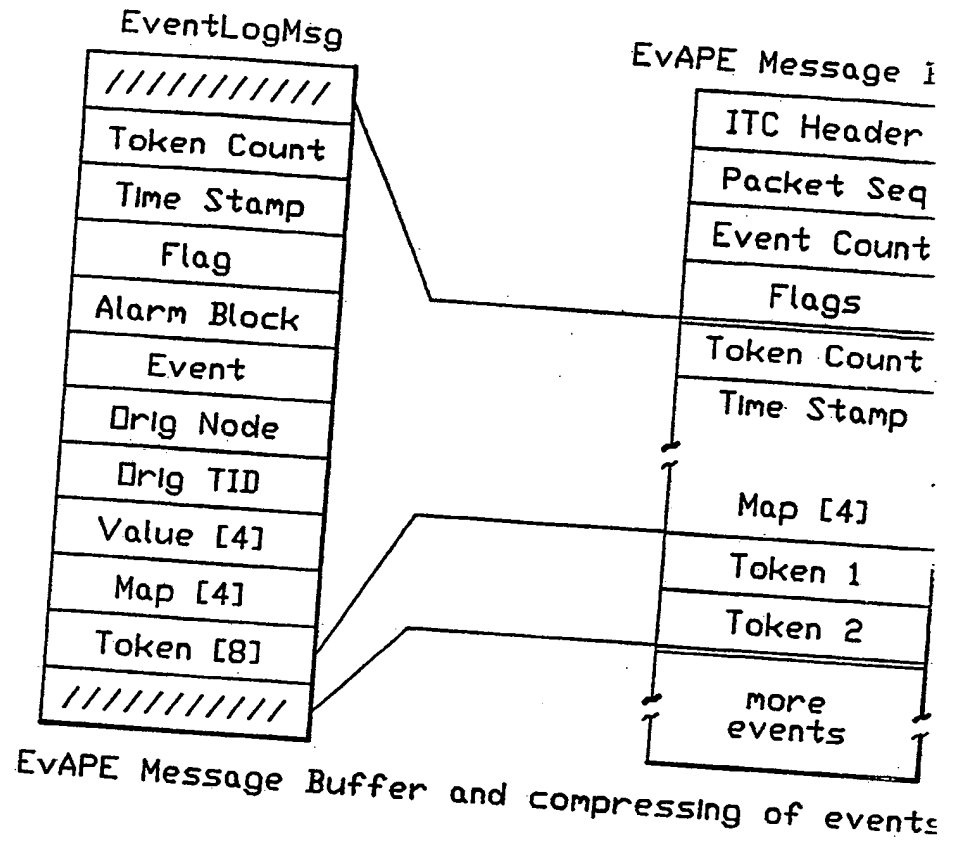 EventLogMsg
///////////
Token Count
Time Stamp
Flag
Alarm Block
Event
Orig Node
Orig TID
Value [4]
Map [4]
Token [8]
///////////
EvAPE Message
ITC Header
Packet Seq
Event Count
Flags
Token Count
Time Stamp
Map [4]
Token 1
Token 2
more
events
EvAPE Message Buffer and compressing of events